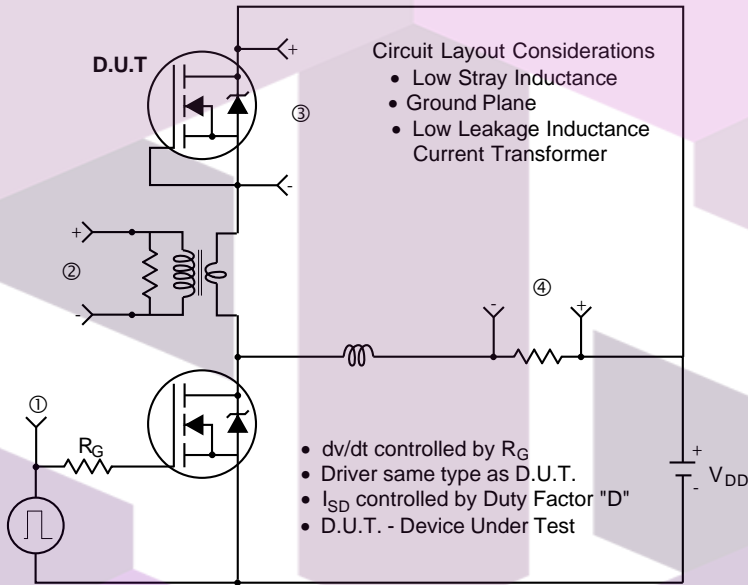 D.U.T
+
-
③
Circuit Layout Considerations
• Low Stray Inductance
• Ground Plane
• Low Leakage Inductance
Current Transformer
+
②
-
④
-
+
①
RG
• dv/dt controlled by RG
• Driver same type as D.U.T.
• ISD controlled by Duty Factor "D"
• D.U.T. - Device Under Test
+
-
VDD